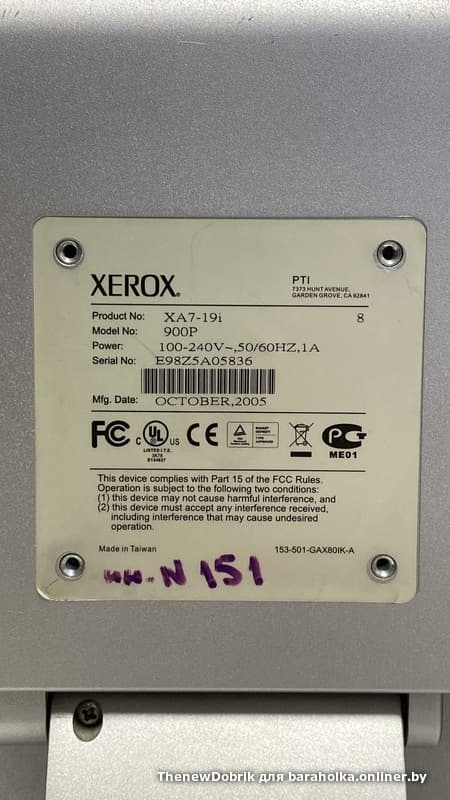 XEROX®
PTI
7373 HUNT AVENUE,
GARDEN GROVE, CA 92841
Product No: XA7-19i 8
Model No: 900P
Power: 100-240V~,50/60HZ,1A
Serial No: E98Z5A05836
Mfg. Date: OCTOBER,2005
FC C UL US CE PG
LISTED I.T.E.
ME01
This device complies with Part 15 of the FCC Rules.
Operation is subject to the following two conditions:
(1) this device may not cause harmful interference, and
(2) this device must accept any interference received,
including interference that may cause undesired
operation.
Made in Taiwan 153-501-GAX80IK-A
ин. N 151
ThenewDobrik для baraholka.onliner.by